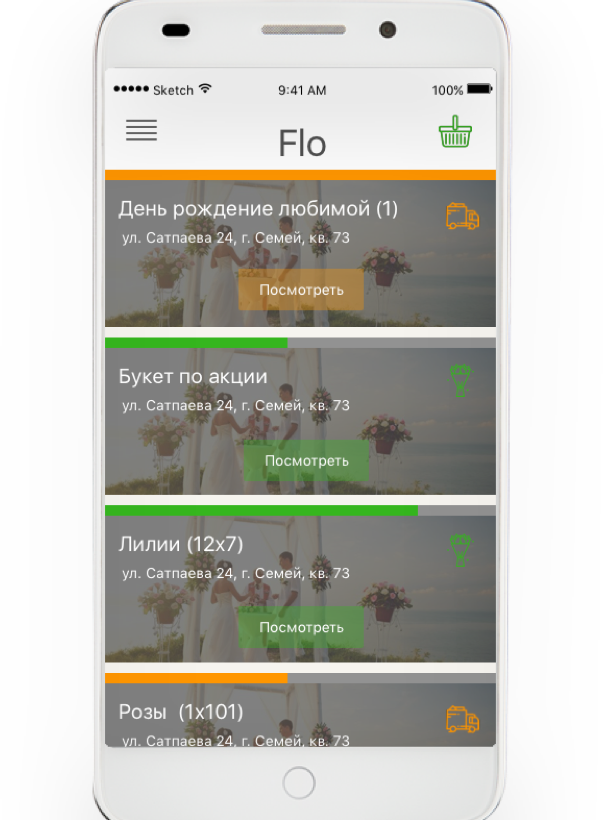 Sketch 9:41 AM 100%
Flo
День рождение любимой (1)
ул. Сатпаева 24, г. Семей, кв. 73
Посмотреть
Букет по акции
ул. Сатпаева 24, г. Семей, кв. 73
Посмотреть
Лилии (12x7)
ул. Сатпаева 24, г. Семей, кв. 73
Посмотреть
Розы (1x101)
ул. Сатпаева 24, г. Семей, кв. 73